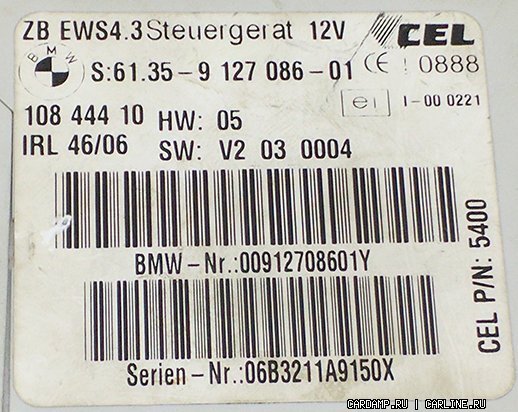 ZB EWS4.3 Steuergerät 12V CEL
BMW S:61.35-9 127 086-01 CE ! 0888
108 444 10 HW: 05 e1 I-00 0221
IRL 46/06 SW: V2 03 0004
BMW-Nr.:00912708601Y
Serien-Nr.:06B3211A9150X
CEL P/N: 5400
CARDAMP.RU | CARLINE.RU